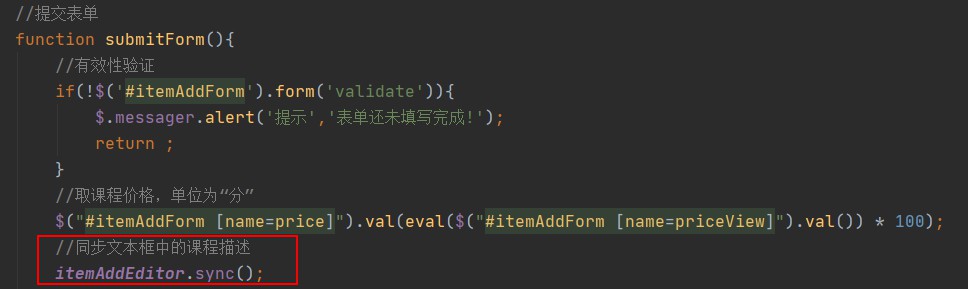 //提交表单
function submitForm(){
//有效性验证
if(!$('#itemAddForm').form('validate')){
$.messager.alert('提示','表单还未填写完成!');
return ;
}
//取课程价格，单位为“分”
$("#itemAddForm [name=price]").val(eval($("#itemAddForm [name=priceView]").val()) * 100);
//同步文本框中的课程描述
itemAddEditor.sync();